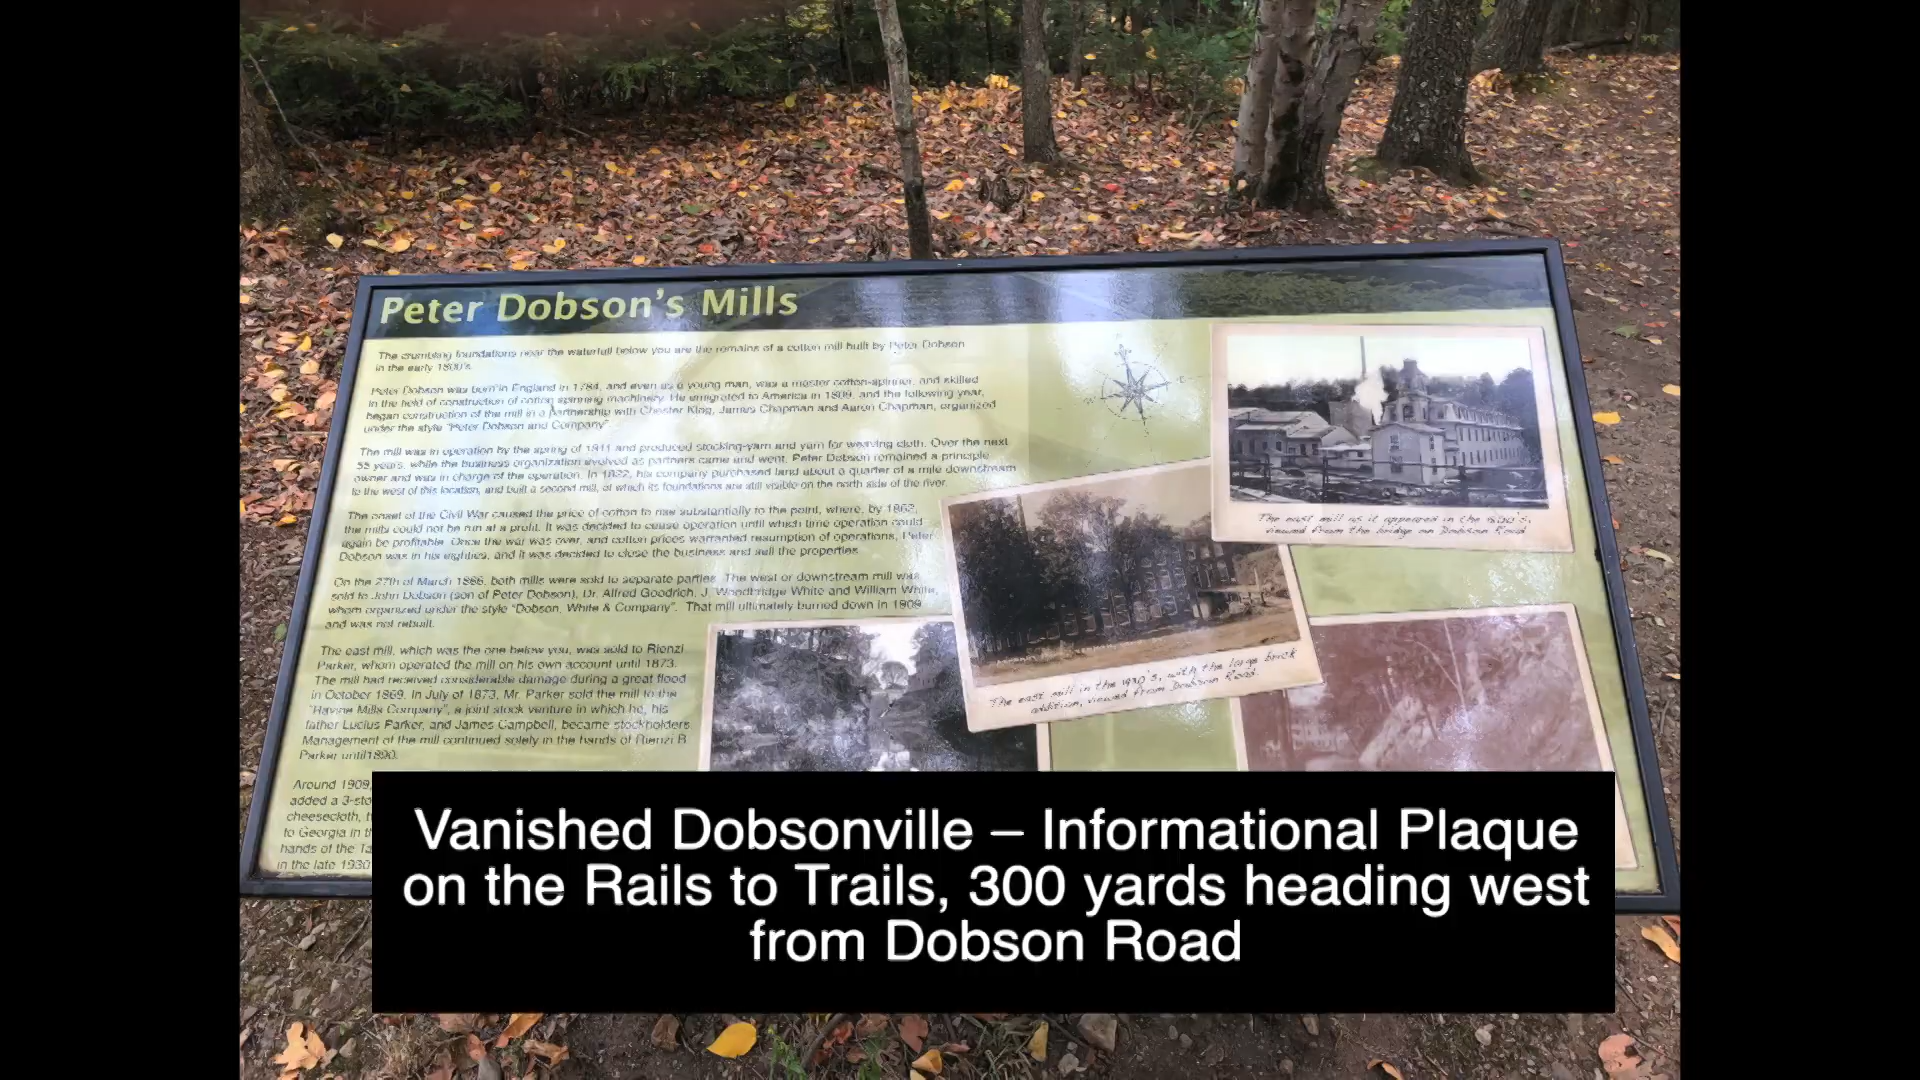 Peter Dobson's Mills
The crumbling foundations near the waterfall below you are the remains of a cotton mill built by Peter Dobson
in the early 1800's.
Peter Dobson was born in England in 1784, and even as a young man, was a master cotton-spinner, and skilled
in the field of construction of cotton spinning machinery. He emigrated to America in 1809, and the following year,
began construction of the mill in a partnership with Chester King, James Chapman and Aaron Chapman, organized
under the style "Peter Dobson and Company".
The mill was in operation by the spring of 1811 and produced stocking-yarn and yarn for weaving cloth. Over the next
55 years, while the business organization evolved as partners came and went, Peter Dobson remained a principle
owner and was in charge of the operation. In 1822, his company purchased land about a quarter of a mile downstream
to the west of this location, and built a second mill, of which its foundations are still visible on the north side of the river.
The onset of the Civil War caused the price of cotton to rise substantially to the point, where, by 1862,
the mills could not be run at a profit. It was decided to cease operation until which time operation could
again be profitable. Once the war was over, and cotton prices warranted resumption of operations, Peter
Dobson was in his eighties, and it was decided to close the business and sell the properties.
On the 27th of March 1866, both mills were sold to separate parties. The west or downstream mill was
sold to John Dobson (son of Peter Dobson), Dr. Alfred Goodrich, J. Woodbridge White and William White,
whom organized under the style "Dobson, White & Company". That mill ultimately burned down in 1909
and was not rebuilt.
The east mill, which was the one below you, was sold to Rienzi
Parker, whom operated the mill on his own account until 1873.
The mill had received considerable damage during a great flood
in October 1869. In July of 1873, Mr. Parker sold the mill to the
"Ravine Mills Company", a joint stock venture in which he, his
father Lucius Parker, and James Campbell, became stockholders.
Management of the mill continued solely in the hands of Rienzi B.
Parker until 1890.
Around 1909,
added a 3-sto
cheesecloth,
to Georgia in
hands of the Ta
in the late 1930
The east mill as it appeared in the
viewed from the bridge on Dobson Road
The east mill in the 1930's, with the large brick
addition, viewed from Dobson Road.
Vanished Dobsonville – Informational Plaque
on the Rails to Trails, 300 yards heading west
from Dobson Road